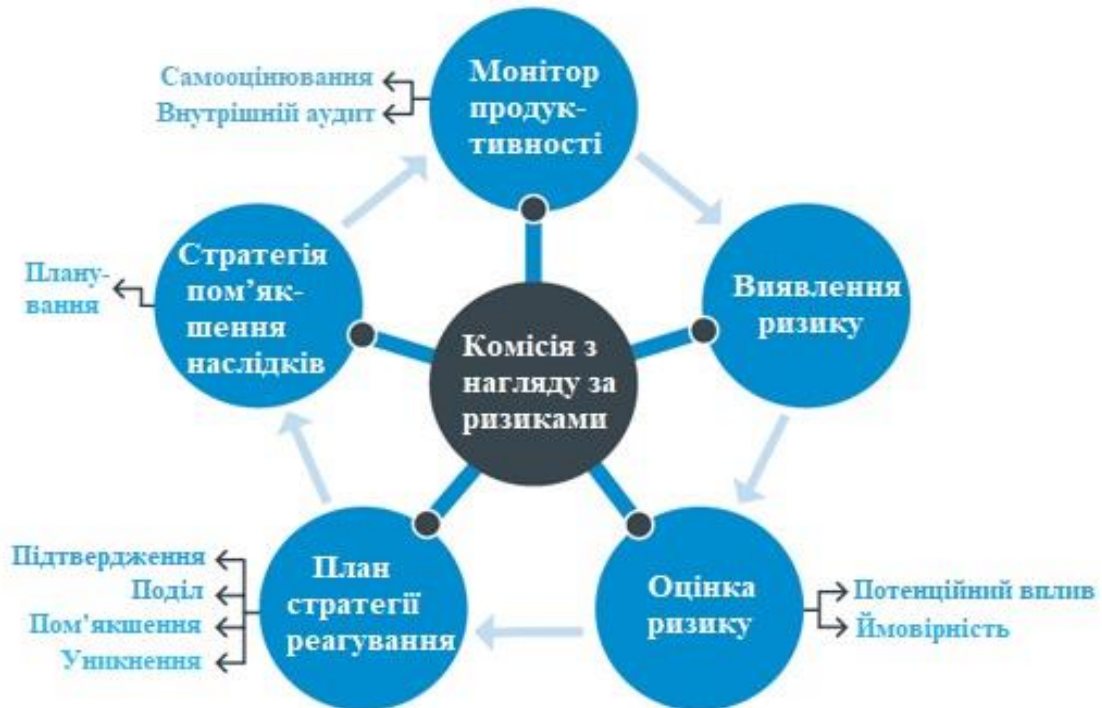 Монітор
продук-
тивності
Самооцінювання
Внутрішній аудит
Виявлення
ризику
Оцінка
ризику
Потенційний вплив
Ймовірність
План
стратегії
реагування
Підтвердження
Поділ
Пом'якшення
Уникнення
Стратегія
пом’як-
шення
наслідків
Плану-
вання
Комісія з
нагляду за
ризиками